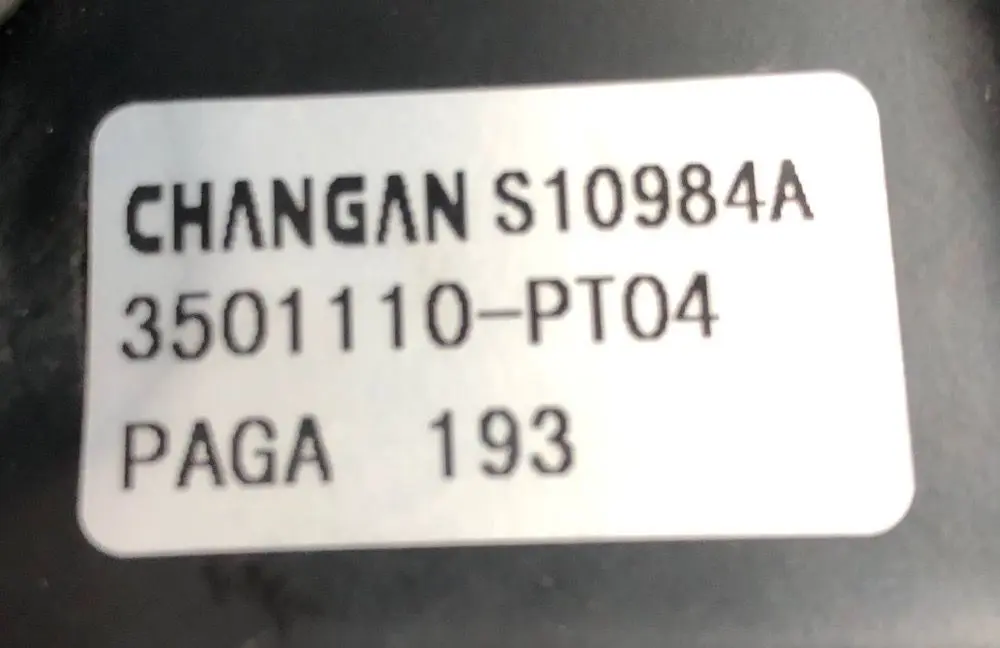 CHANGAN S10984A
3501110-PT04
PAGA 193